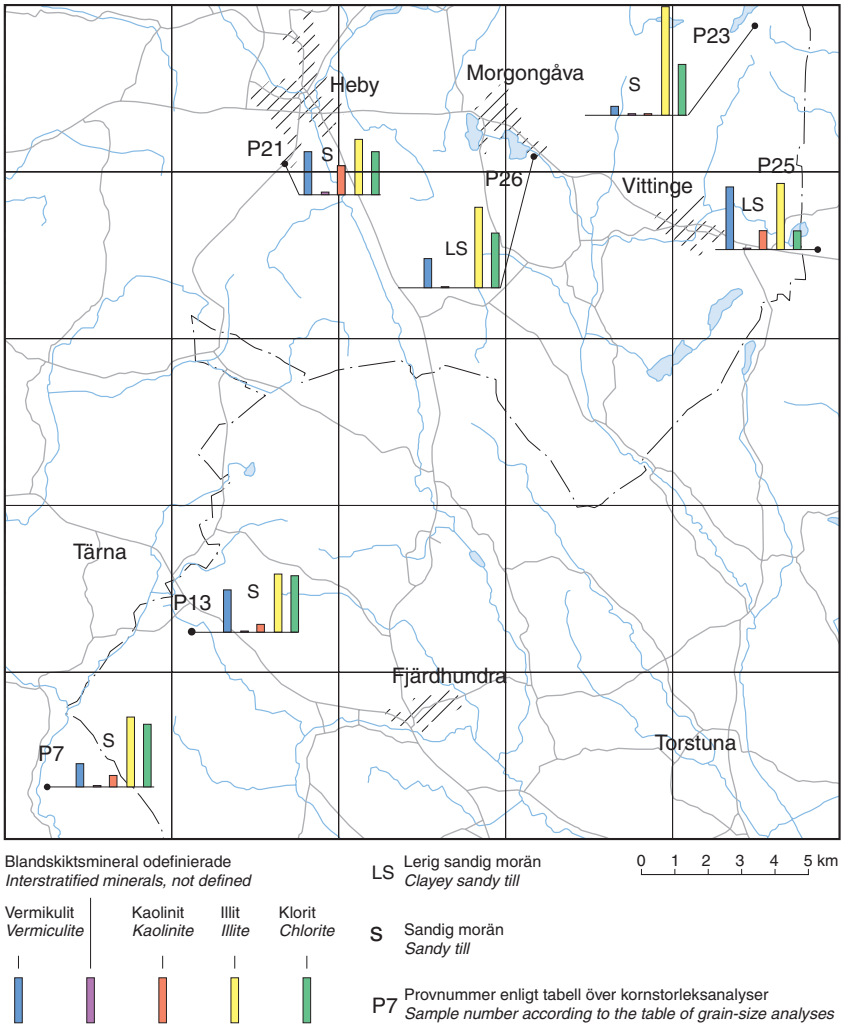 P23
Heby
Morgongåva
S
P21
S
P26
P25
Vittinge
LS
LS
Tärna
P13
S
Fjärdhundra
P7
S
Torstuna
Blandskiktsmineral odefinierade
Interstratified minerals, not defined
Vermikulit
Vermiculite
Kaolinit
Kaolinite
Illit
Illite
Klorit
Chlorite
LS
Lerig sandig morän
Clayey sandy till
S
Sandig morän
Sandy till
P7
Provnummer enligt tabell över kornstorleksanalyser
Sample number according to the table of grain-size analyses
0 1 2 3 4 5 km